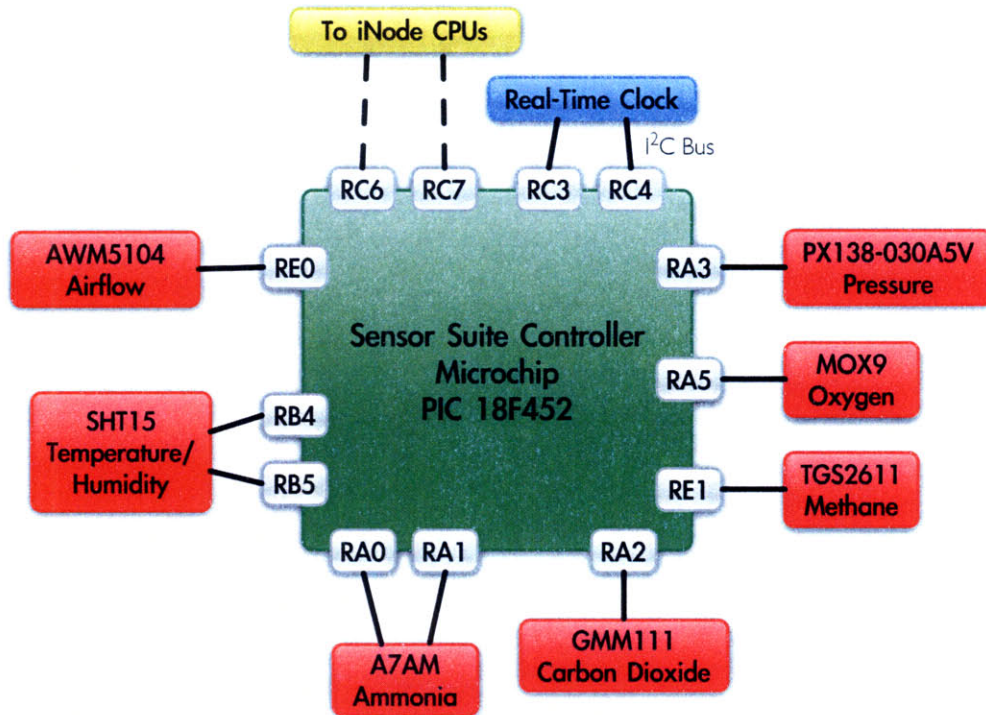 To iNode CPUs
Real-Time Clock
I²C Bus
RC6
RC7
RC3
RC4
AWM5104
Airflow
RE0
RA3
PX138-030A5V
Pressure
Sensor Suite Controller
Microchip
PIC 18F452
RA5
MOX9
Oxygen
SHT15
Temperature/
Humidity
RB4
RB5
RE1
TGS2611
Methane
RA0
RA1
RA2
A7AM
Ammonia
GMM111
Carbon Dioxide